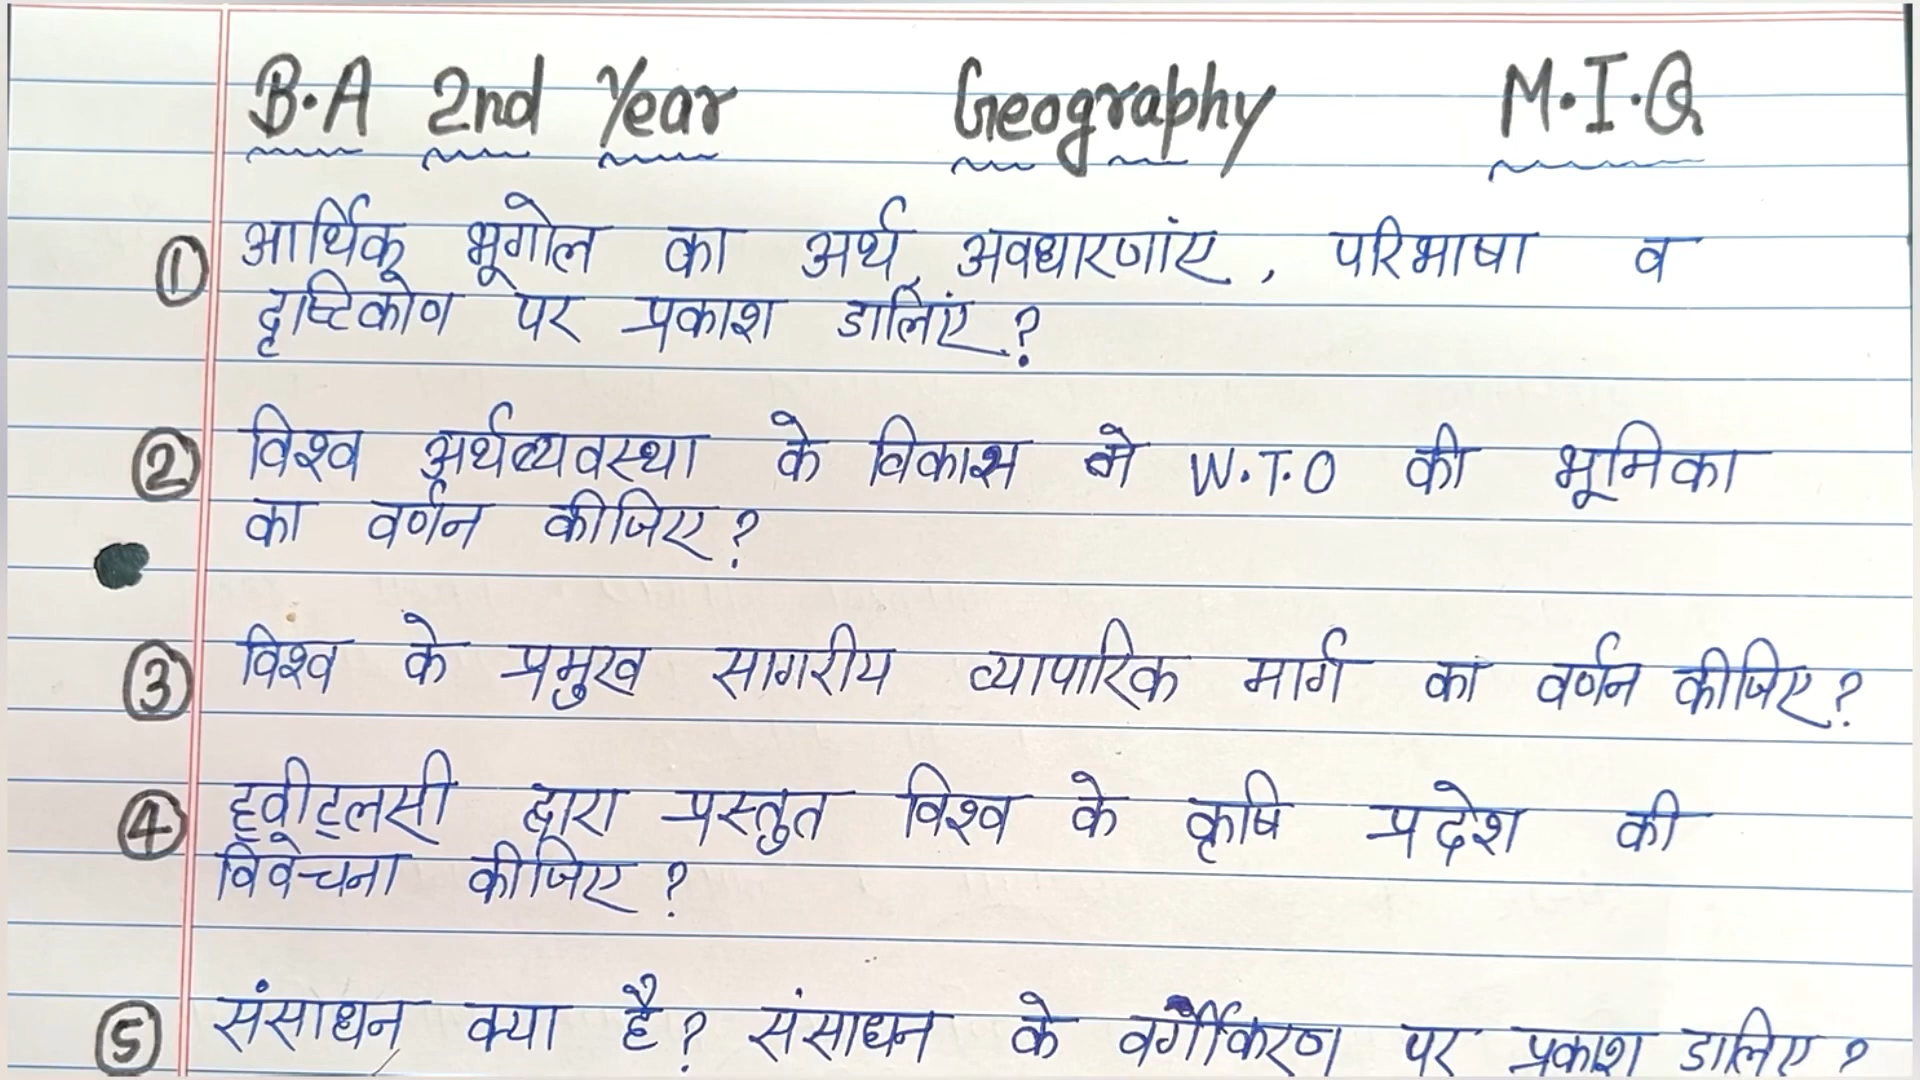 B.A 2nd Year Geography M.I.Q
① आर्थिक भूगोल का अर्थ, अवधारणांए, परिभाषा व
दृष्टिकोण पर प्रकाश डालिएं?
② विश्व अर्थव्यवस्था के विकाश मे W.T.O की भूमिका
का वर्णन कीजिए?
③ विश्व के प्रमुख सागरीय व्यापारिक मार्ग का वर्णन कीजिए?
④ ह्वीट्लसी द्वारा प्रस्तुत विश्व के कृषि प्रदेश की
विवेचना कीजिए?
⑤ संसाधन क्या है? संसाधन के वर्गीकरण पर प्रकाश डालिए?